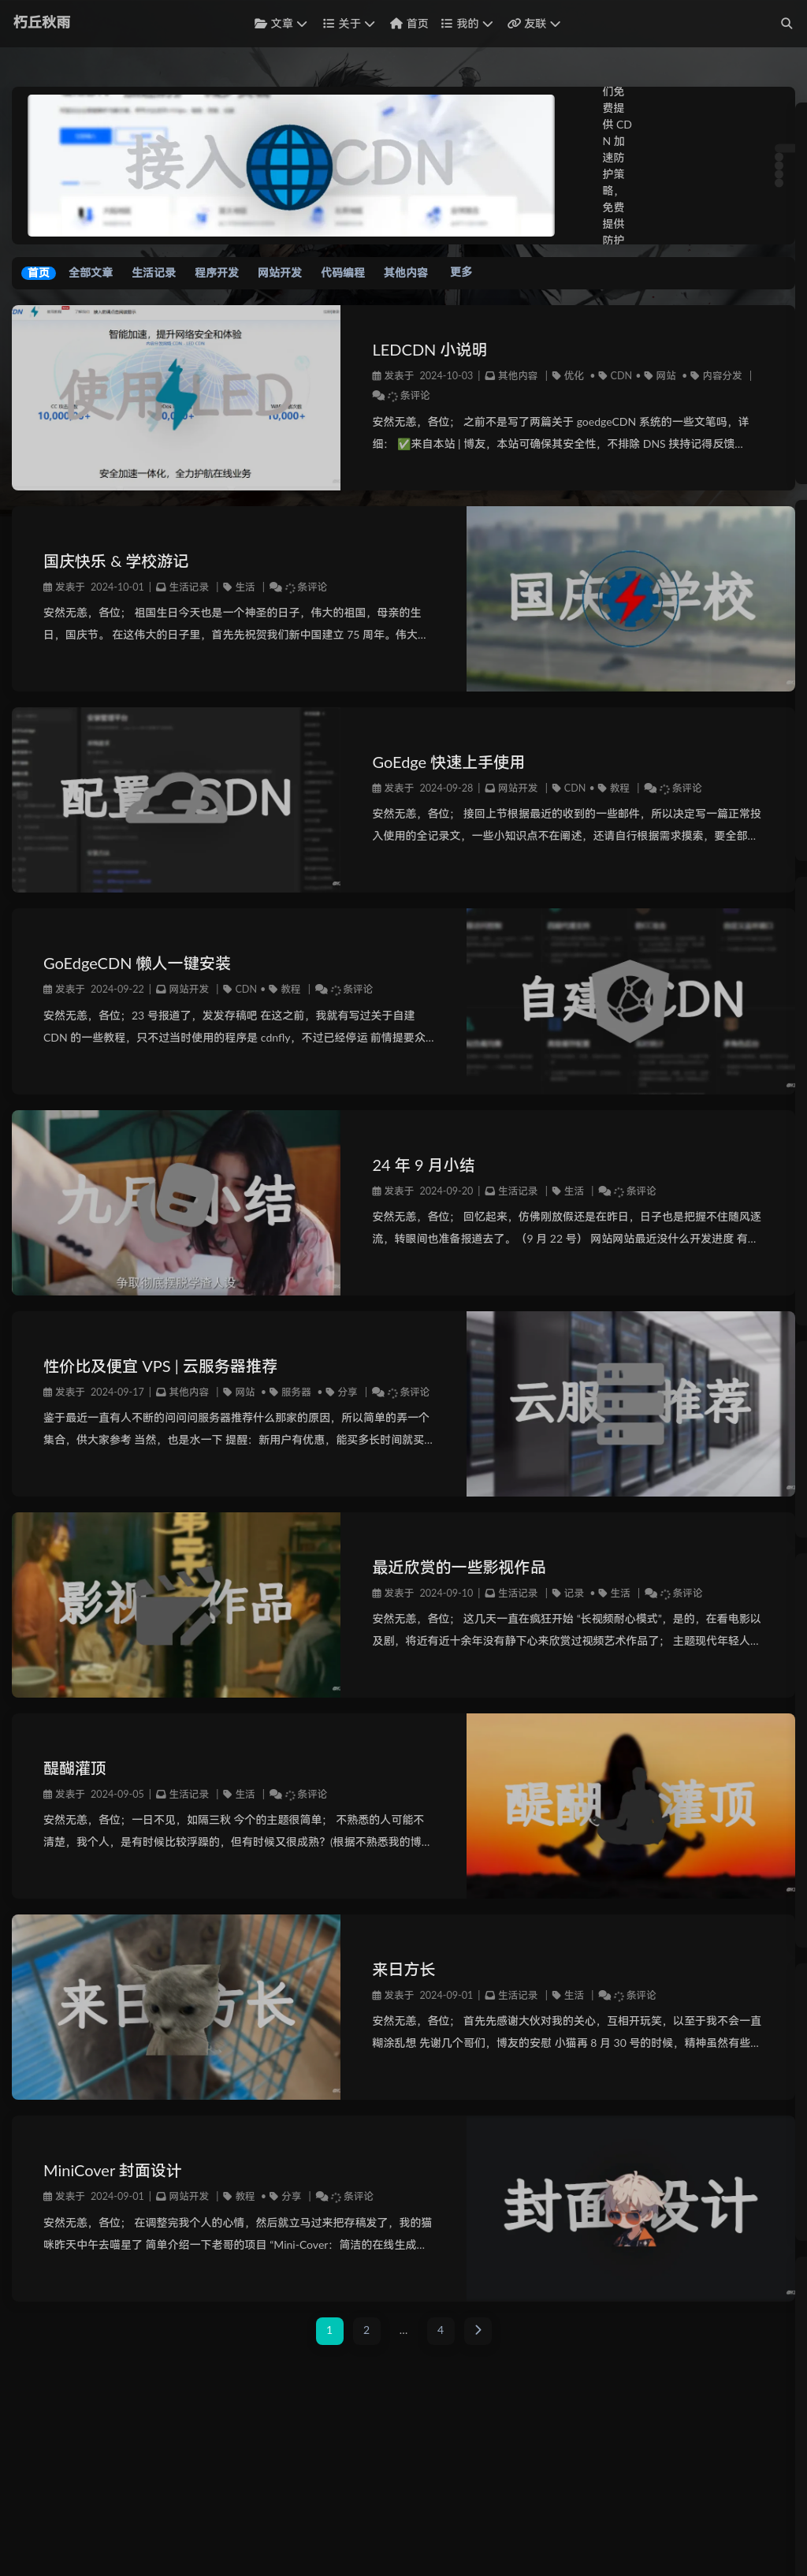 朽丘秋雨
文章
关于
首页
我的
友联
接入CDN
们免
费提
供 CD
N 加
速防
护策
略，
免费
提供
防护
首页
全部文章
生活记录
程序开发
网站开发
代码编程
其他内容
更多
智能加速，提升网络安全和体验
使用 LED
安全加速一体化，全力护航在线业务
LEDCDN 小说明
发表于 2024-10-03 | 其他内容 | 优化 • CDN • 网站 • 内容分发 |
条评论
安然无恙，各位； 之前不是写了两篇关于 goedgeCDN 系统的一些文笔吗，详
细： ✅来自本站 | 博友，本站可确保其安全性，不排除 DNS 挟持记得反馈...
国庆快乐 & 学校游记
发表于 2024-10-01 | 生活记录 | 生活 | 条评论
安然无恙，各位； 祖国生日今天也是一个神圣的日子，伟大的祖国，母亲的生
日，国庆节。 在这伟大的日子里，首先先祝贺我们新中国建立 75 周年。伟大...
国庆 学校
配置 CDN
GoEdge 快速上手使用
发表于 2024-09-28 | 网站开发 | CDN • 教程 | 条评论
安然无恙，各位； 接回上节根据最近的收到的一些邮件，所以决定写一篇正常投
入使用的全记录文，一些小知识点不在阐述，还请自行根据需求摸索，要全部...
GoEdgeCDN 懒人一键安装
发表于 2024-09-22 | 网站开发 | CDN • 教程 | 条评论
安然无恙，各位；23 号报道了，发发存稿吧 在这之前，我就有写过关于自建
CDN 的一些教程，只不过当时使用的程序是 cdnfly，不过已经停运 前情提要众...
自建 CDN
九月 小结
争取彻底摆脱学渣人设
24 年 9 月小结
发表于 2024-09-20 | 生活记录 | 生活 | 条评论
安然无恙，各位； 回忆起来，仿佛刚放假还是在昨日，日子也是把握不住随风逐
流，转眼间也准备报道去了。（9 月 22 号） 网站网站最近没什么开发进度 有...
性价比及便宜 VPS | 云服务器推荐
发表于 2024-09-17 | 其他内容 | 网站 • 服务器 • 分享 | 条评论
鉴于最近一直有人不断的问问问服务器推荐什么那家的原因，所以简单的弄一个
集合，供大家参考 当然，也是水一下 提醒：新用户有优惠，能买多长时间就买...
云服 推荐
影视 作品
最近欣赏的一些影视作品
发表于 2024-09-10 | 生活记录 | 记录 • 生活 | 条评论
安然无恙，各位； 这几天一直在疯狂开始 “长视频耐心模式”，是的，在看电影以
及剧，将近有近十余年没有静下心来欣赏过视频艺术作品了； 主题现代年轻人...
醍醐灌顶
发表于 2024-09-05 | 生活记录 | 生活 | 条评论
安然无恙，各位；一日不见，如隔三秋 今个的主题很简单； 不熟悉的人可能不
清楚，我个人，是有时候比较浮躁的，但有时候又很成熟？(根据不熟悉我的博...
醍醐 灌顶
来日 方长
来日方长
发表于 2024-09-01 | 生活记录 | 生活 | 条评论
安然无恙，各位； 首先先感谢大伙对我的关心，互相开玩笑，以至于我不会一直
糊涂乱想 先谢几个哥们，博友的安慰 小猫再 8 月 30 号的时候，精神虽然有些...
MiniCover 封面设计
发表于 2024-09-01 | 网站开发 | 教程 • 分享 | 条评论
安然无恙，各位； 在调整完我个人的心情，然后就立马过来把存稿发了，我的猫
咪昨天中午去喵星了 简单介绍一下老哥的项目 “Mini-Cover：简洁的在线生成...
封面设计
1
2
...
4